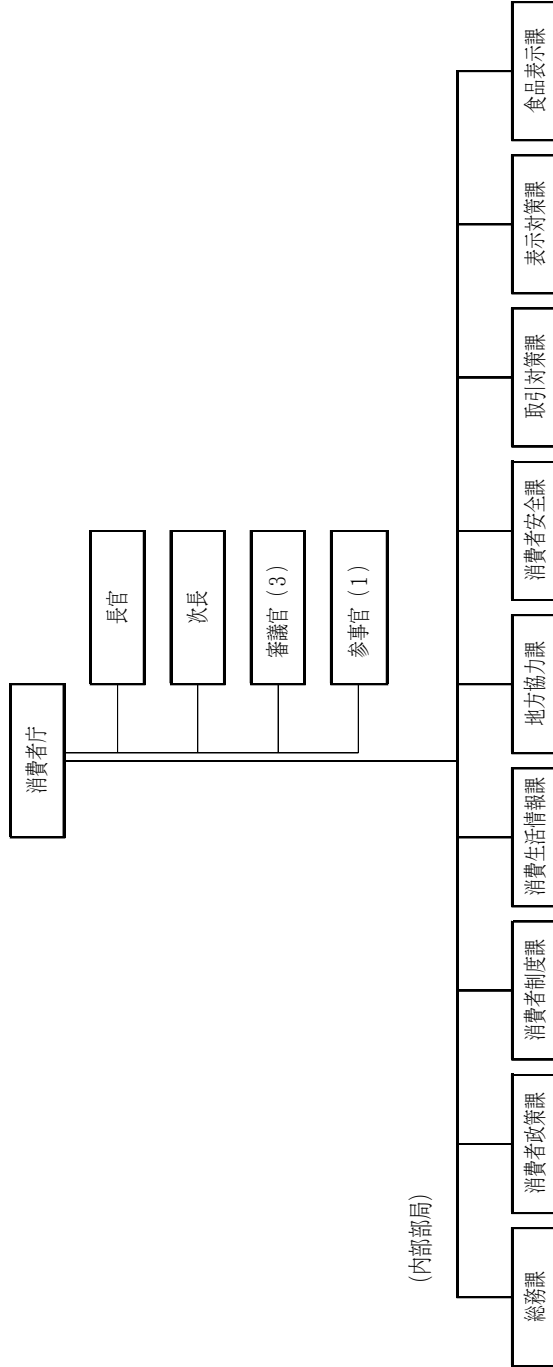 消費者庁
長官
次長
審議官（3）
参事官（1）
(内部部局)
総務課
消費者政策課
消費者制度課
消費生活情報課
地方協力課
消費者安全課
取引対策課
表示対策課
食品表示課